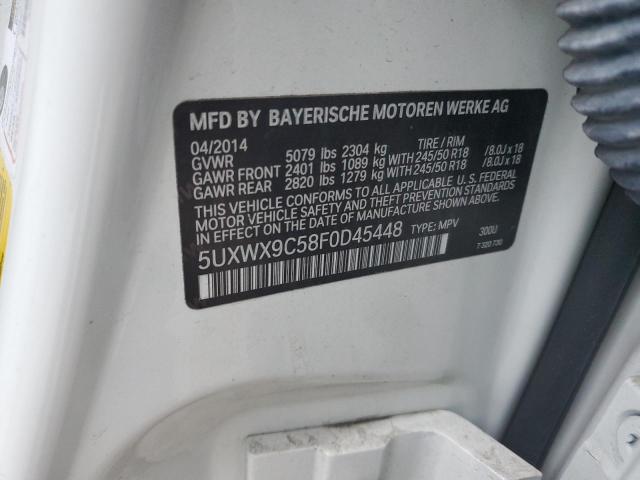 MFD BY BAYERISCHE MOTOREN WERKE AG
04/2014 TIRE / RIM
GVWR 5079 lbs 2304 kg
GAWR FRONT 2401 lbs 1089 kg WITH 245/50 R18 /8.0J x 18
GAWR REAR 2820 lbs 1279 kg WITH 245/50 R18 /8.0J x 18
THIS VEHICLE CONFORMS TO ALL APPLICABLE U.S. FEDERAL
MOTOR VEHICLE SAFETY AND THEFT PREVENTION STANDARDS
IN EFFECT ON THE DATE OF MANUFACTURE SHOWN ABOVE.
5UXWX9C58F0D45448 TYPE: MPV 300U
7 320 730